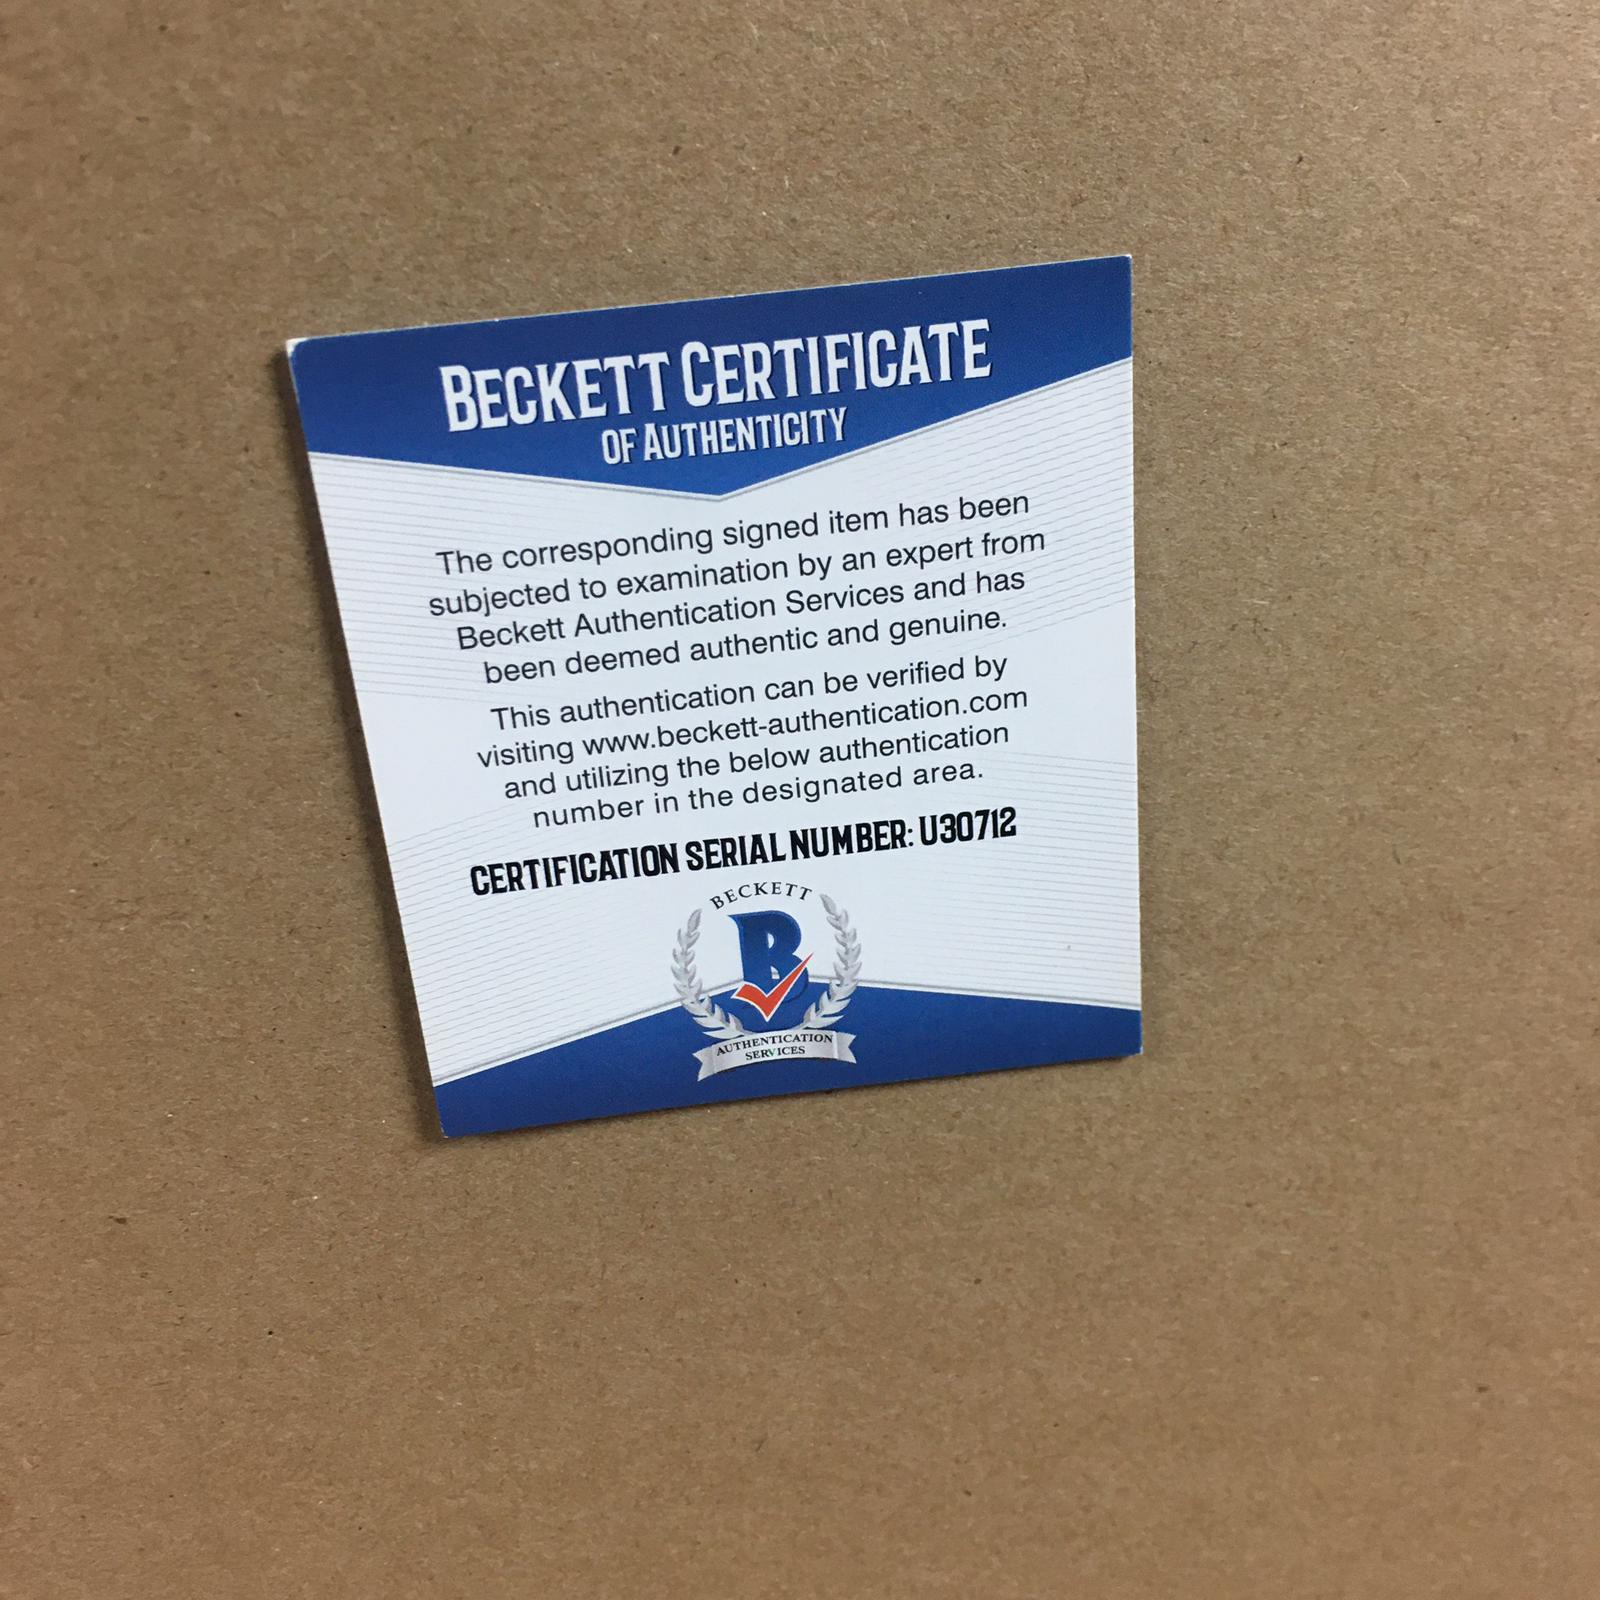 BECKETT CERTIFICATE
OF AUTHENTICITY
The corresponding signed item has been
subjected to examination by an expert from
Beckett Authentication Services and has
been deemed authentic and genuine.
This authentication can be verified by
visiting www.beckett-authentication.com
and utilizing the below authentication
number in the designated area.
CERTIFICATION SERIAL NUMBER: U30712
BECKETT
B
AUTHENTICATION
SERVICES